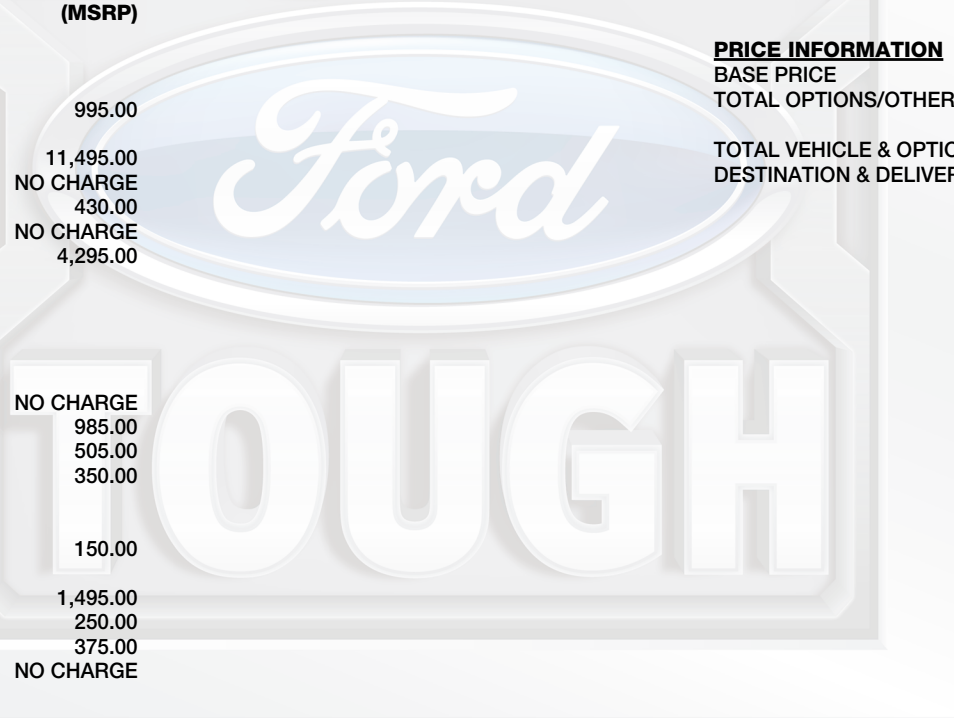 (MSRP)
995.00
11,495.00
NO CHARGE
430.00
NO CHARGE
4,295.00
NO CHARGE
985.00
505.00
350.00
150.00
1,495.00
250.00
375.00
NO CHARGE
PRICE INFORMATION
BASE PRICE
TOTAL OPTIONS/OTHER
TOTAL VEHICLE & OPTIO
DESTINATION & DELIVER
Ford
TOUGH